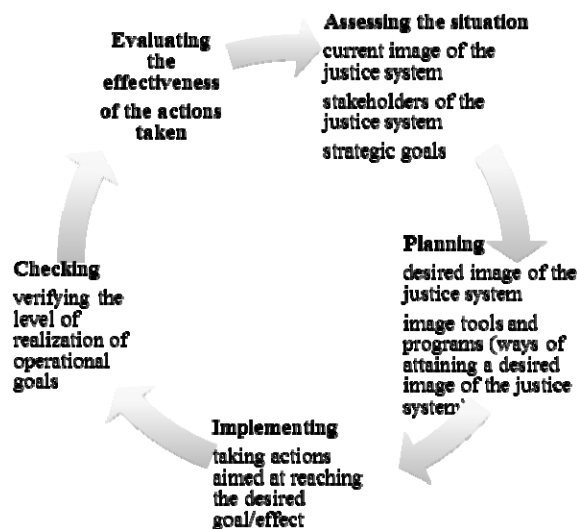 Assessing the situation
current image of the
justice system
stakeholders of the
justice system
strategic goals
Planning
desired image of the
justice system
image tools and
programs (ways of
attaining a desired
image of the justice
system)
Implementing
taking actions
aimed at reaching
the desired
goal/effect
Checking
verifying the
level of
realization of
operational
goals
Evaluating
the
effectiveness
of the actions
taken